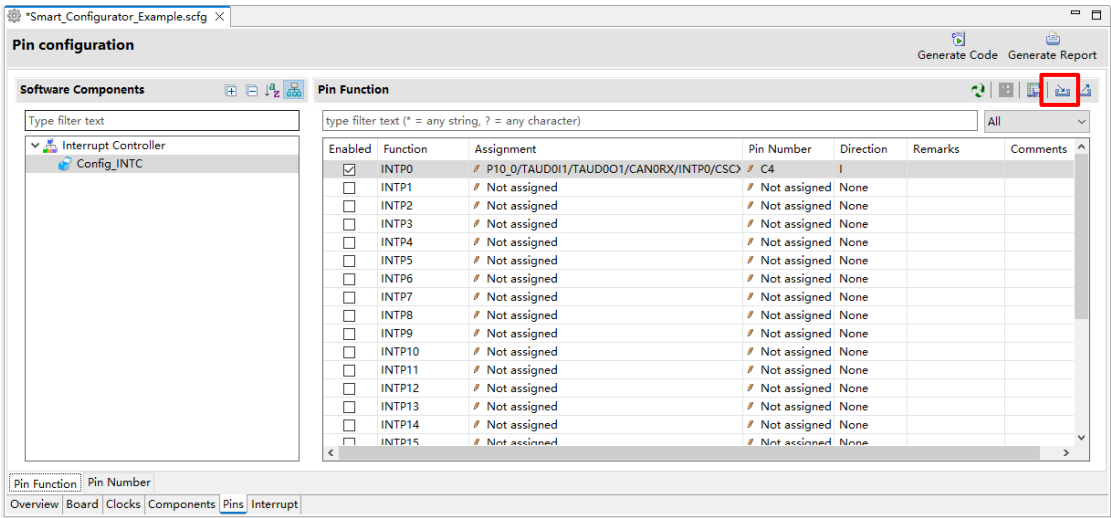 *Smart_Configurator_Example.scfg
Pin configuration
Generate Code Generate Report
Software Components
Pin Function
Type filter text
type filter text (* = any string, ? = any character)
All
Interrupt Controller
Config_INTC
Enabled Function Assignment Pin Number Direction Remarks Comments
INTP0 P10_0/TAUD0I1/TAUD0O1/CAN0RX/INTP0/CSCX C4 I
INTP1 Not assigned Not assigned None
INTP2 Not assigned Not assigned None
INTP3 Not assigned Not assigned None
INTP4 Not assigned Not assigned None
INTP5 Not assigned Not assigned None
INTP6 Not assigned Not assigned None
INTP7 Not assigned Not assigned None
INTP8 Not assigned Not assigned None
INTP9 Not assigned Not assigned None
INTP10 Not assigned Not assigned None
INTP11 Not assigned Not assigned None
INTP12 Not assigned Not assigned None
INTP13 Not assigned Not assigned None
INTP14 Not assigned Not assigned None
INTP15 Not assigned Not assigned None
Pin Function Pin Number
Overview Board Clocks Components Pins Interrupt